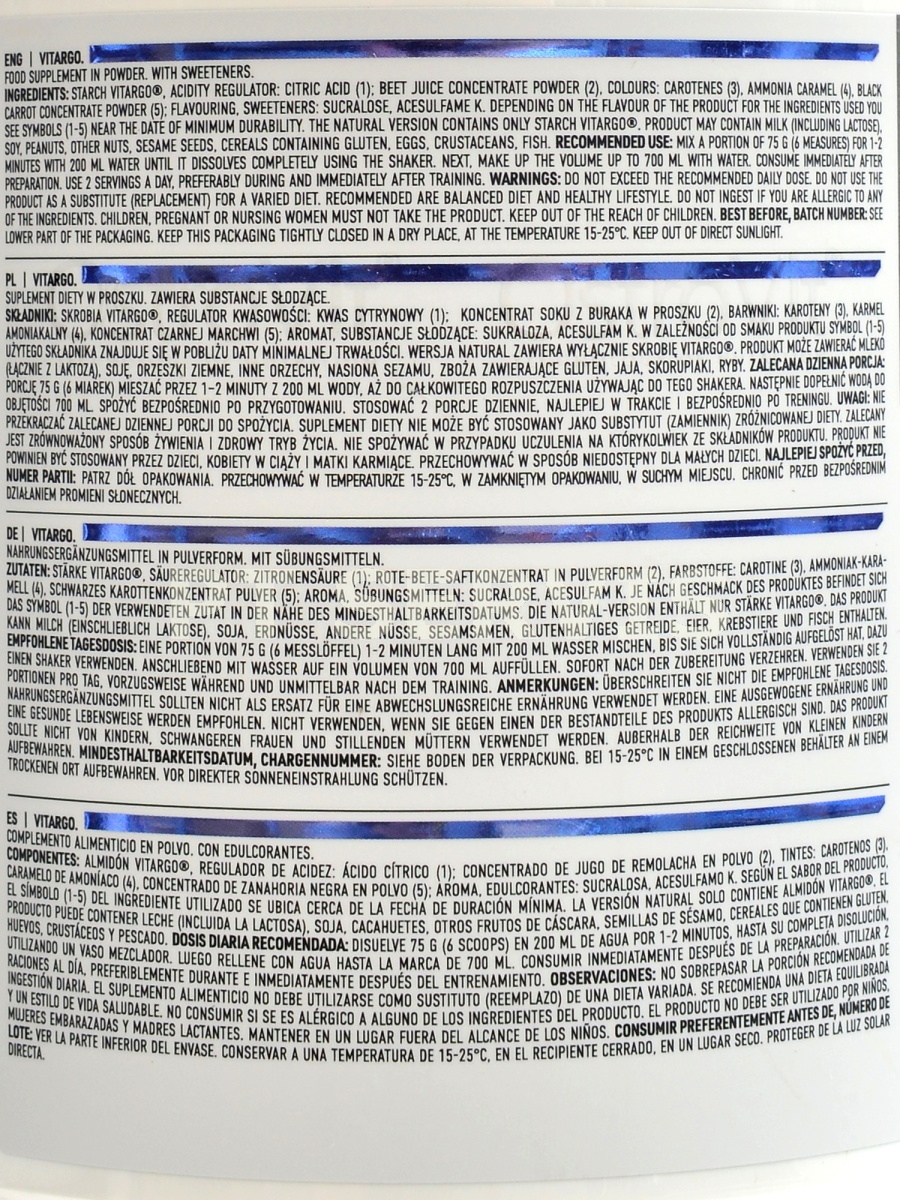 ENG | VITARGO.
FOOD SUPPLEMENT IN POWDER. WITH SWEETENERS.
INGREDIENTS: STARCH VITARGO®, ACIDITY REGULATOR: CITRIC ACID (1); BEET JUICE CONCENTRATE POWDER (2), COLOURS: CAROTENES (3), AMMONIA CARAMEL (4), BLACK
CARROT CONCENTRATE POWDER (5); FLAVOURING, SWEETENERS: SUCRALOSE, ACESULFAME K. DEPENDING ON THE FLAVOUR OF THE PRODUCT FOR THE INGREDIENTS USED YOU
SEE SYMBOLS (1-5) NEAR THE DATE OF MINIMUM DURABILITY. THE NATURAL VERSION CONTAINS ONLY STARCH VITARGO®. PRODUCT MAY CONTAIN MILK (INCLUDING LACTOSE),
SOY, PEANUTS, OTHER NUTS, SESAME SEEDS, CEREALS CONTAINING GLUTEN, EGGS, CRUSTACEANS, FISH. RECOMMENDED USE: MIX A PORTION OF 75 G (6 MEASURES) FOR 1-2
MINUTES WITH 200 ML WATER UNTIL IT DISSOLVES COMPLETELY USING THE SHAKER. NEXT, MAKE UP THE VOLUME UP TO 700 ML WITH WATER. CONSUME IMMEDIATELY AFTER
PREPARATION. USE 2 SERVINGS A DAY, PREFERABLY DURING AND IMMEDIATELY AFTER TRAINING. WARNINGS: DO NOT EXCEED THE RECOMMENDED DAILY DOSE. DO NOT USE THE
PRODUCT AS A SUBSTITUTE (REPLACEMENT) FOR A VARIED DIET. RECOMMENDED ARE BALANCED DIET AND HEALTHY LIFESTYLE. DO NOT INGEST IF YOU ARE ALLERGIC TO ANY
OF THE INGREDIENTS. CHILDREN, PREGNANT OR NURSING WOMEN MUST NOT TAKE THE PRODUCT. KEEP OUT OF THE REACH OF CHILDREN. BEST BEFORE, BATCH NUMBER: SEE
LOWER PART OF THE PACKAGING. KEEP THIS PACKAGING TIGHTLY CLOSED IN A DRY PLACE, AT THE TEMPERATURE 15-25°C. KEEP OUT OF DIRECT SUNLIGHT.
PL | VITARGO.
SUPLEMENT DIETY W PROSZKU. ZAWIERA SUBSTANCJE SŁODZĄCE.
SKŁADNIKI: SKROBIA VITARGO®, REGULATOR KWASOWOŚCI: KWAS CYTRYNOWY (1); KONCENTRAT SOKU Z BURAKA W PROSZKU (2), BARWNIKI: KAROTENY (3), KARMEL
AMONIAKALNY (4), KONCENTRAT CZARNEJ MARCHWI (5); AROMAT, SUBSTANCJE SŁODZĄCE: SUKRALOZA, ACESULFAM K. W ZALEŻNOŚCI OD SMAKU PRODUKTU SYMBOL (1-5)
UŻYTEGO SKŁADNIKA ZNAJDUJE SIĘ W POBLIŻU DATY MINIMALNEJ TRWAŁOŚCI. WERSJA NATURAL ZAWIERA WYŁĄCZNIE SKROBIĘ VITARGO®. PRODUKT MOŻE ZAWIERAĆ MLEKO
(ŁĄCZNIE Z LAKTOZĄ), SOJĘ, ORZESZKI ZIEMNE, INNE ORZECHY, NASIONA SEZAMU, ZBOŻA ZAWIERAJĄCE GLUTEN, JAJA, SKORUPIAKI, RYBY. ZALECANA DZIENNA PORCJA:
PORCJĘ 75 G (6 MIAREK) MIESZAĆ PRZEZ 1-2 MINUTY Z 200 ML WODY, AŻ DO CAŁKOWITEGO ROZPUSZCZENIA UŻYWAJĄC DO TEGO SHAKERA. NASTĘPNIE DOPEŁNIĆ WODĄ DO
OBJĘTOŚCI 700 ML. SPOŻYĆ BEZPOŚREDNIO PO PRZYGOTOWANIU. STOSOWAĆ 2 PORCJE DZIENNIE, NAJLEPIEJ W TRAKCIE I BEZPOŚREDNIO PO TRENINGU. UWAGI: NIE
PRZEKRACZAĆ ZALECANEJ DZIENNEJ PORCJI DO SPOŻYCIA. SUPLEMENT DIETY NIE MOŻE BYĆ STOSOWANY JAKO SUBSTYTUT (ZAMIENNIK) ZRÓŻNICOWANEJ DIETY. ZALECANY
JEST ZRÓWNOWAŻONY SPOSÓB ŻYWIENIA I ZDROWY TRYB ŻYCIA. NIE SPOŻYWAĆ W PRZYPADKU UCZULENIA NA KTÓRYKOLWIEK ZE SKŁADNIKÓW PRODUKTU. PRODUKT NIE
POWINIEN BYĆ STOSOWANY PRZEZ DZIECI, KOBIETY W CIĄŻY I MATKI KARMIĄCE. PRZECHOWYWAĆ W SPOSÓB NIEDOSTĘPNY DLA MAŁYCH DZIECI. NAJLEPIEJ SPOŻYĆ PRZED,
NUMER PARTII: PATRZ DÓŁ OPAKOWANIA. PRZECHOWYWAĆ W TEMPERATURZE 15-25°C, W ZAMKNIĘTYM OPAKOWANIU, W SUCHYM MIEJSCU. CHRONIĆ PRZED BEZPOŚREDNIM
DZIAŁANIEM PROMIENI SŁONECZNYCH.
DE | VITARGO.
NAHRUNGSERGÄNZUNGSMITTEL IN PULVERFORM. MIT SÜBUNGSMITTELN.
ZUTATEN: STÄRKE VITARGO®, SÄUREREGULATOR: ZITRONENSÄURE (1); ROTE-BETE-SAFTKONZENTRAT IN PULVERFORM (2), FARBSTOFFE: CAROTINE (3), AMMONIAK-KARA-
MELL (4), SCHWARZES KAROTTENKONZENTRAT PULVER (5); AROMA, SÜBUNGSMITTELN: SUCRALOSE, ACESULFAM K. JE NACH GESCHMACK DES PRODUKTES BEFINDET SICH
DAS SYMBOL (1-5) DER VERWENDETEN ZUTAT IN DER NÄHE DES MINDESTHALTBARKEITSDATUMS. DIE NATURAL-VERSION ENTHÄLT NUR STÄRKE VITARGO®. DAS PRODUKT
KANN MILCH (EINSCHLIEBLICH LAKTOSE), SOJA, ERDNÜSSE, ANDERE NÜSSE, SESAMSAMEN, GLUTENHALTIGES GETREIDE, EIER, KREBSTIERE UND FISCH ENTHALTEN.
EMPFOHLENE TAGESDOSIS: EINE PORTION VON 75 G (6 MESSLÖFFEL) 1-2 MINUTEN LANG MIT 200 ML WASSER MISCHEN, BIS SIE SICH VOLLSTÄNDIG AUFGELÖST HAT, DAZU
EINEN SHAKER VERWENDEN. ANSCHLIEBEND MIT WASSER AUF EIN VOLUMEN VON 700 ML AUFFÜLLEN. SOFORT NACH DER ZUBEREITUNG VERZEHREN. VERWENDEN SIE 2
PORTIONEN PRO TAG, VORZUGSWEISE WÄHREND UND UNMITTELBAR NACH DEM TRAINING. ANMERKUNGEN: ÜBERSCHREITEN SIE NICHT DIE EMPFOHLENE TAGESDOSIS.
NAHRUNGSERGÄNZUNGSMITTEL SOLLTEN NICHT ALS ERSATZ FÜR EINE ABWECHSLUNGSREICHE ERNÄHRUNG VERWENDET WERDEN. EINE AUSGEWOGENE ERNÄHRUNG UND
EINE GESUNDE LEBENSWEISE WERDEN EMPFOHLEN. NICHT VERWENDEN, WENN SIE GEGEN EINEN DER BESTANDTEILE DES PRODUKTS ALLERGISCH SIND. DAS PRODUKT
SOLLTE NICHT VON KINDERN, SCHWANGEREN FRAUEN UND STILLENDEN MÜTTERN VERWENDET WERDEN. AUßERHALB DER REICHWEITE VON KLEINEN KINDERN
AUFBEWAHREN. MINDESTHALTBARKEITSDATUM, CHARGENNUMMER: SIEHE BODEN DER VERPACKUNG. BEI 15-25°C IN EINEM GESCHLOSSENEN BEHÄLTER AN EINEM
TROCKENEN ORT AUFBEWAHREN. VOR DIREKTER SONNENEINSTRAHLUNG SCHÜTZEN.
ES | VITARGO.
COMPLEMENTO ALIMENTICIO EN POLVO. CON EDULCORANTES.
COMPONENTES: ALMIDÓN VITARGO®, REGULADOR DE ACIDEZ: ÁCIDO CÍTRICO (1); CONCENTRADO DE JUGO DE REMOLACHA EN POLVO (2), TINTES: CAROTENOS (3),
CARAMELO DE AMONÍACO (4), CONCENTRADO DE ZANAHORIA NEGRA EN POLVO (5); AROMA, EDULCORANTES: SUCRALOSA, ACESULFAMO K. SEGÚN EL SABOR DEL PRODUCTO,
EL SÍMBOLO (1-5) DEL INGREDIENTE UTILIZADO SE UBICA CERCA DE LA FECHA DE DURACIÓN MÍNIMA. LA VERSIÓN NATURAL SOLO CONTIENE ALMIDÓN VITARGO®. EL
PRODUCTO PUEDE CONTENER LECHE (INCLUIDA LA LACTOSA), SOJA, CACAHUETES, OTROS FRUTOS DE CÁSCARA, SEMILLAS DE SÉSAMO, CEREALES QUE CONTIENEN GLUTEN,
HUEVOS, CRUSTÁCEOS Y PESCADO. DOSIS DIARIA RECOMENDADA: DISUELVE 75 G (6 SCOOPS) EN 200 ML DE AGUA POR 1-2 MINUTOS, HASTA SU COMPLETA DISOLUCIÓN,
UTILIZANDO UN VASO MEZCLADOR. LUEGO RELLENE CON AGUA HASTA LA MARCA DE 700 ML. CONSUMIR INMEDIATAMENTE DESPUÉS DE LA PREPARACIÓN. UTILIZAR 2
RACIONES AL DÍA, PREFERIBLEMENTE DURANTE E INMEDIATAMENTE DESPUÉS DEL ENTRENAMIENTO. OBSERVACIONES: NO SOBREPASAR LA PORCIÓN RECOMENDADA DE
INGESTIÓN DIARIA. EL SUPLEMENTO ALIMENTICIO NO DEBE UTILIZARSE COMO SUSTITUTO (REEMPLAZO) DE UNA DIETA VARIADA. SE RECOMIENDA UNA DIETA EQUILIBRADA
Y UN ESTILO DE VIDA SALUDABLE. NO CONSUMIR SI SE ES ALÉRGICO A ALGUNO DE LOS INGREDIENTES DEL PRODUCTO. EL PRODUCTO NO DEBE SER UTILIZADO POR NIÑOS,
MUJERES EMBARAZADAS Y MADRES LACTANTES. MANTENER EN UN LUGAR FUERA DEL ALCANCE DE LOS NIÑOS. CONSUMIR PREFERENTEMENTE ANTES DE, NÚMERO DE
LOTE: VER LA PARTE INFERIOR DEL ENVASE. CONSERVAR A UNA TEMPERATURA DE 15-25°C, EN EL RECIPIENTE CERRADO, EN UN LUGAR SECO. PROTEGER DE LA LUZ SOLAR
DIRECTA.